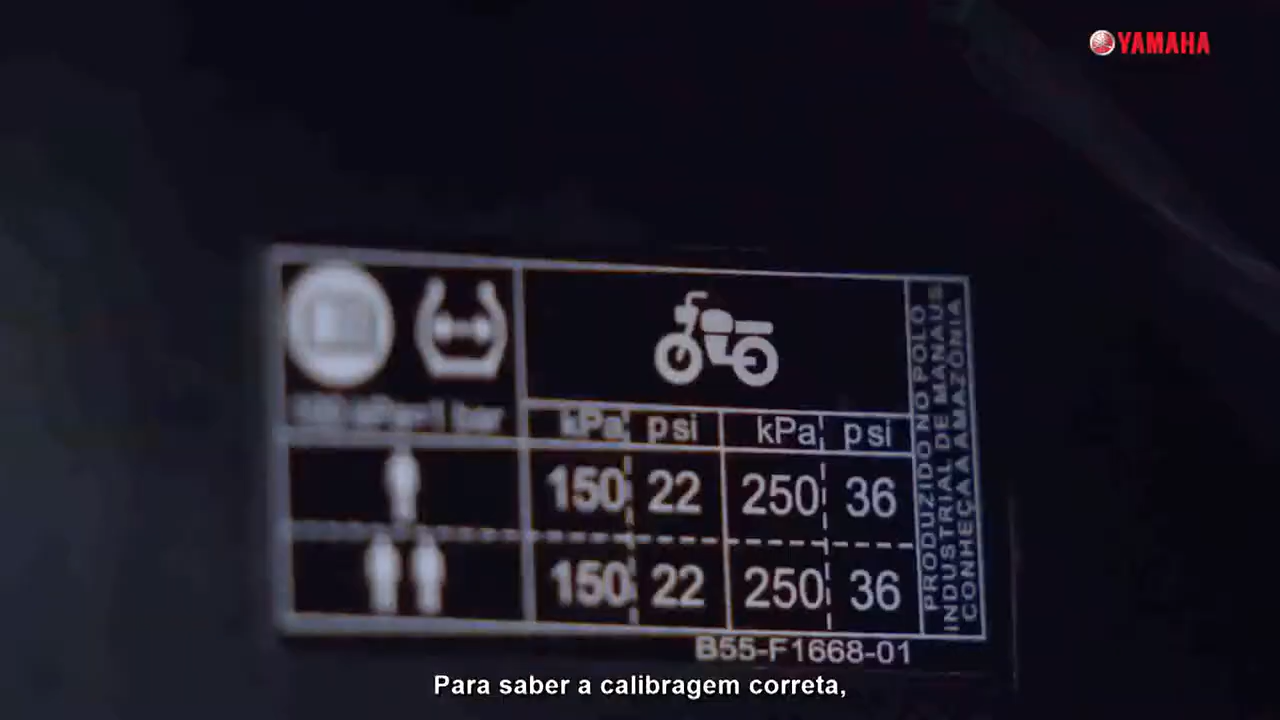 YAMAHA
kPa psi kPa psi
150 22 250 36
150 22 250 36
PRODUZIDO NO POLO
INDUSTRIAL DE MANAUS
CONHEÇA A AMAZÔNIA
B55-F1668-01
Para saber a calibragem correta,